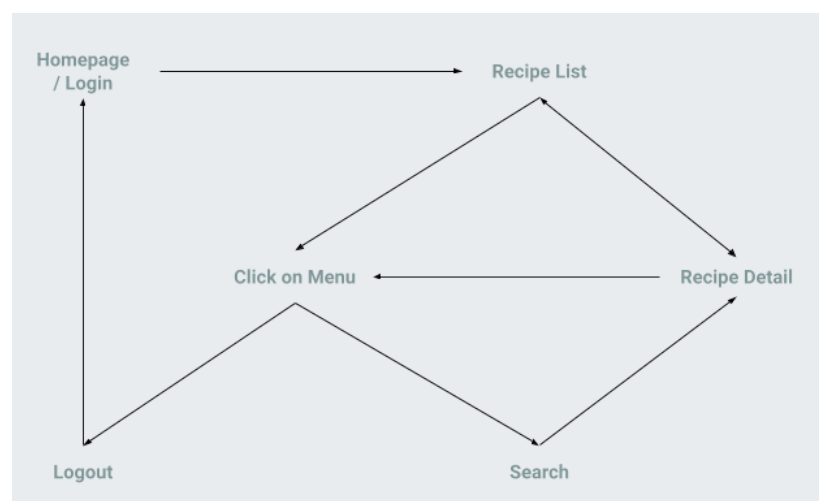 Homepage
/ Login
Recipe List
Click on Menu
Recipe Detail
Logout
Search